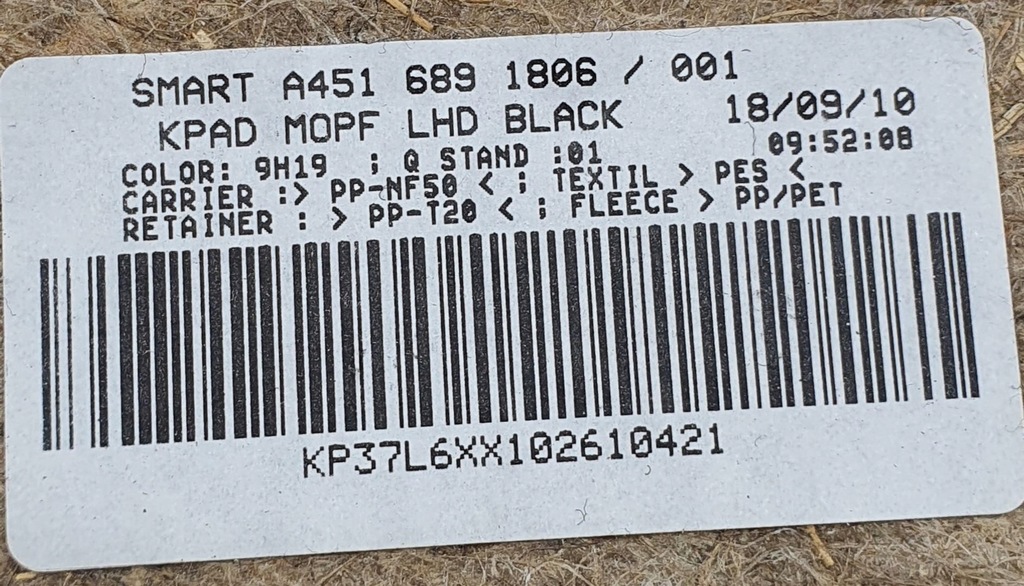 SMART A451 689 1806 / 001
KPAD MOPF LHD BLACK 18/09/10
09:52:08
COLOR: 9H19 ; Q STAND :01
CARRIER :> PP-NF50 < ; TEXTIL > PES <
RETAINER : > PP-T20 < ; FLEECE > PP/PET
KP37L6XX102610421